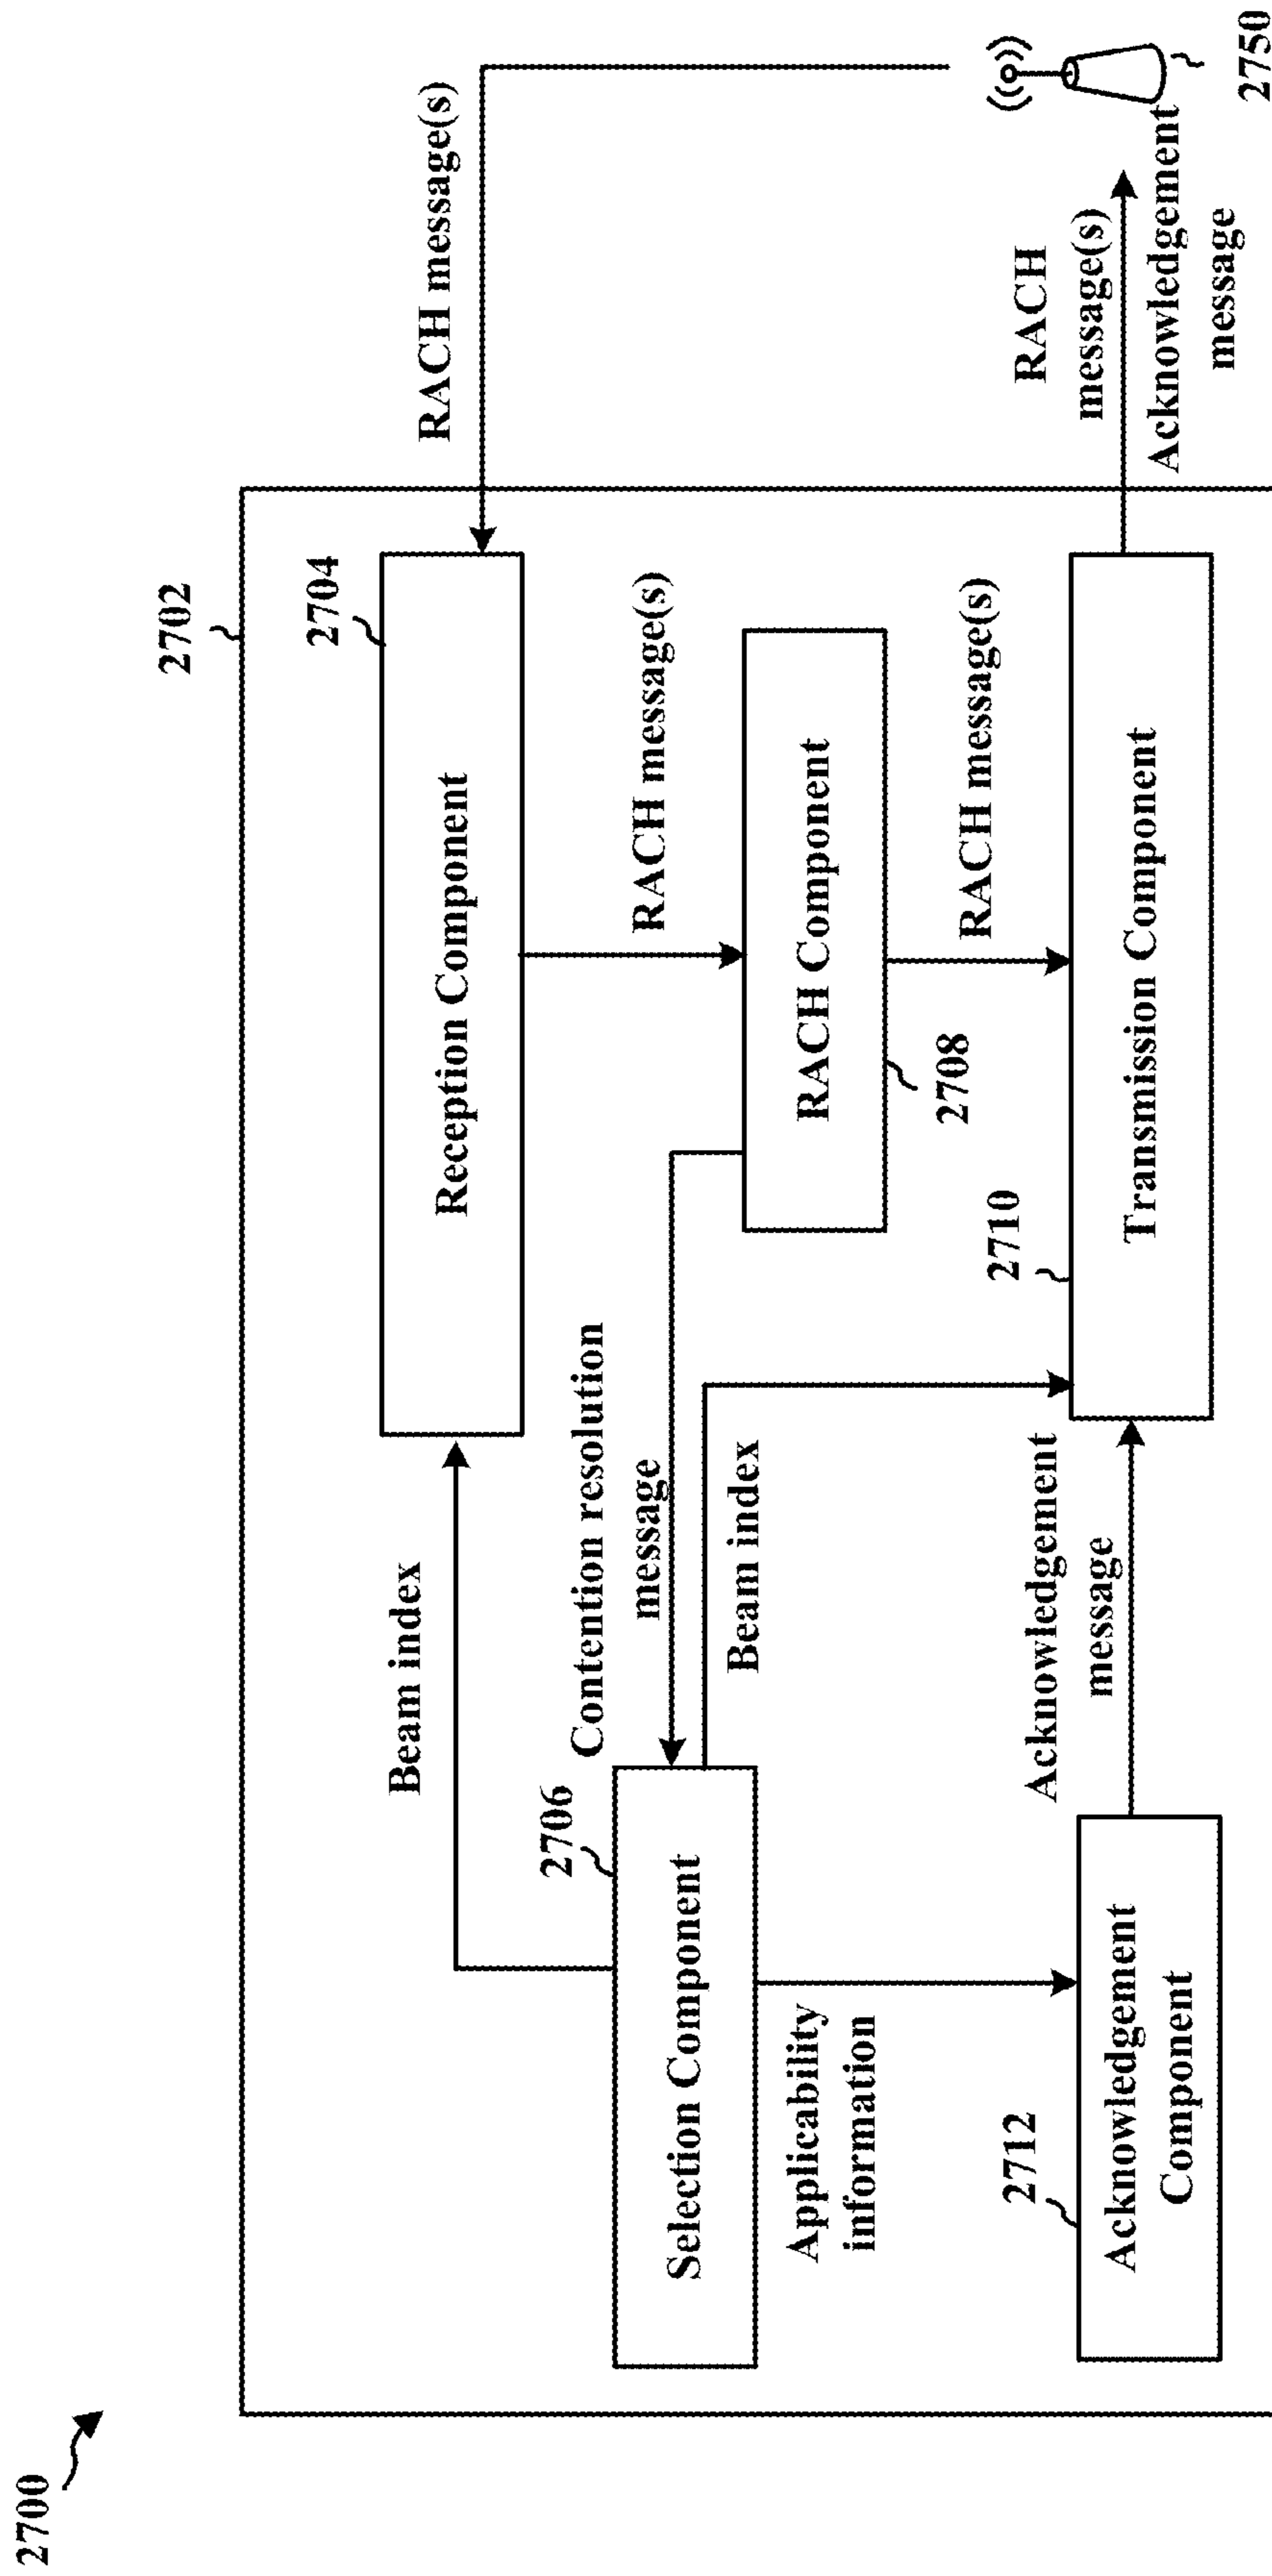 2700
2702
2704
Reception Component
RACH message(s)
Beam index
RACH message(s)
2706
Selection Component
Contention resolution
message
RACH Component
2708
Beam index
Applicability
information
RACH message(s)
2710
Transmission Component
2712
Acknowledgement
Component
Acknowledgement
message
RACH
message(s)
Acknowledgement
message
2750